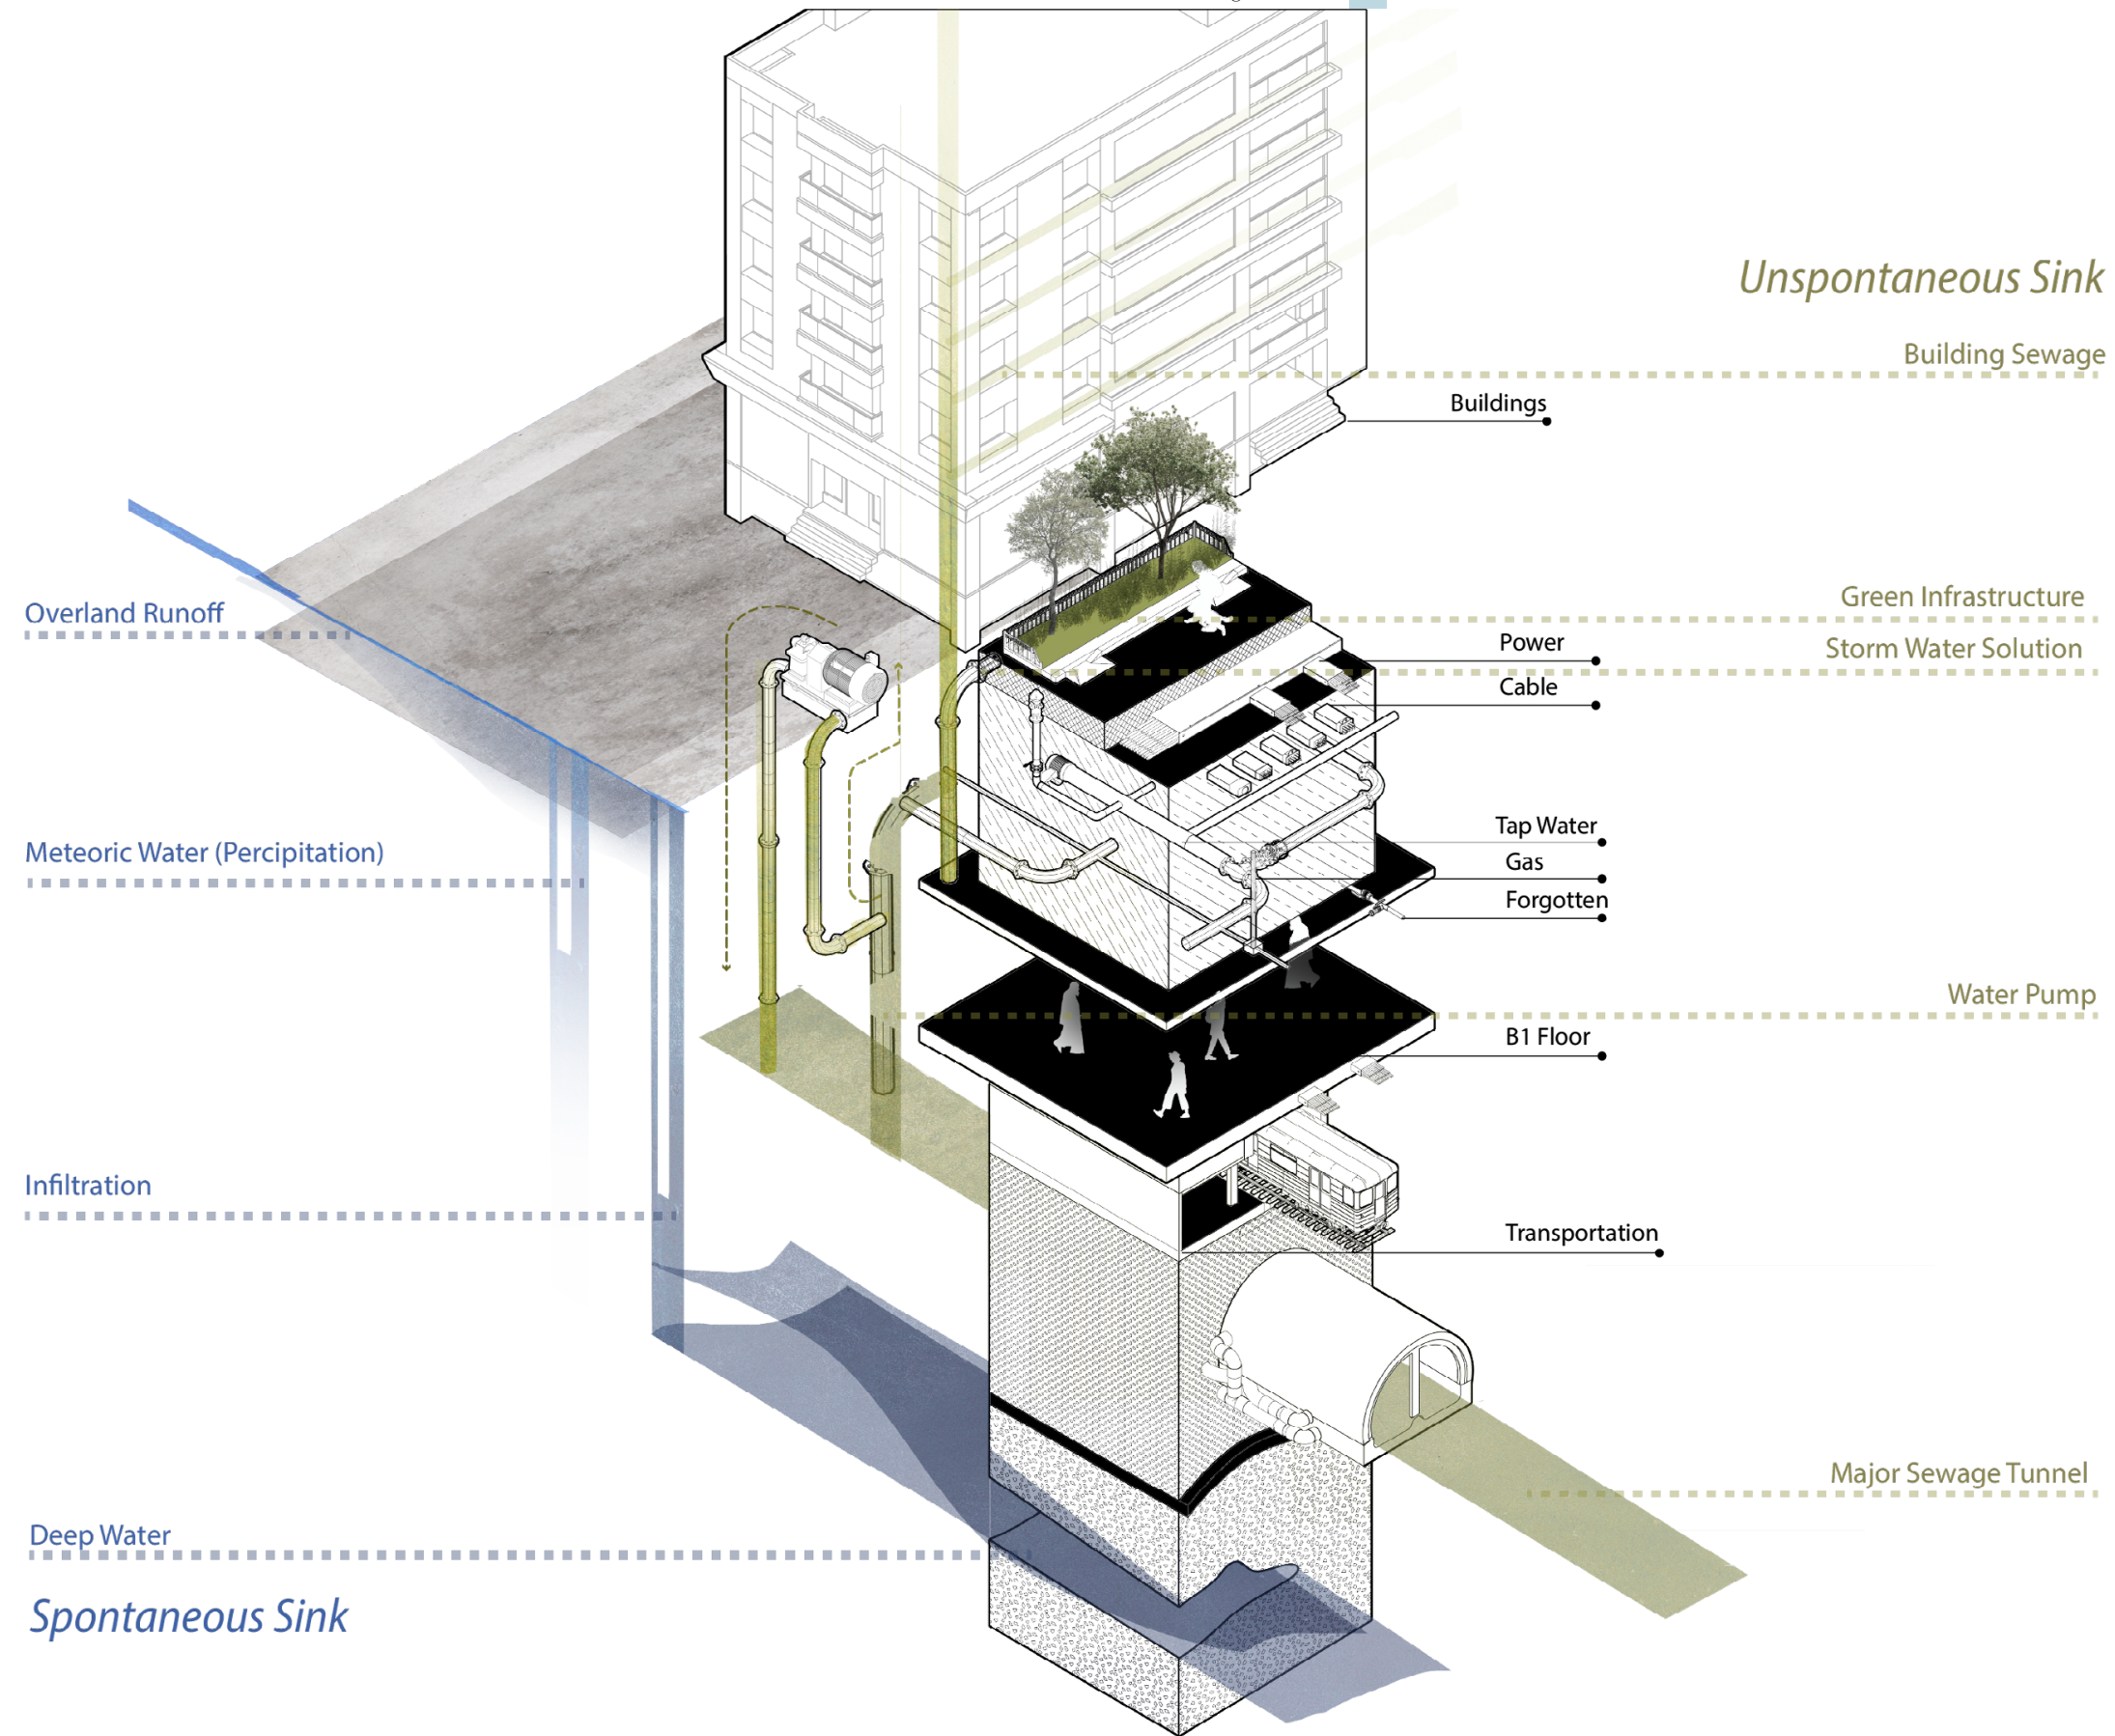 Unspontaneous Sink
Building Sewage
Buildings
Green Infrastructure
Overland Runoff
Power
Storm Water Solution
Cable
Tap Water
Meteoric Water (Percipitation)
Gas
Forgotten
Water Pump
B1 Floor
Infiltration
Transportation
Major Sewage Tunnel
Deep Water
Spontaneous Sink